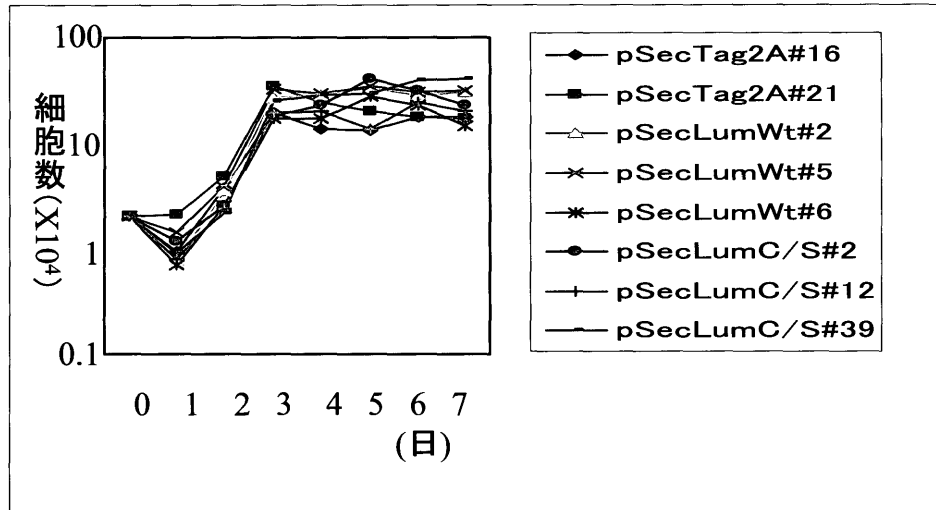 100
10
1
0.1
細胞数(X10⁴)
0 1 2 3 4 5 6 7
(日)
pSecTag2A#16
pSecTag2A#21
pSecLumWt#2
pSecLumWt#5
pSecLumWt#6
pSecLumC/S#2
pSecLumC/S#12
pSecLumC/S#39